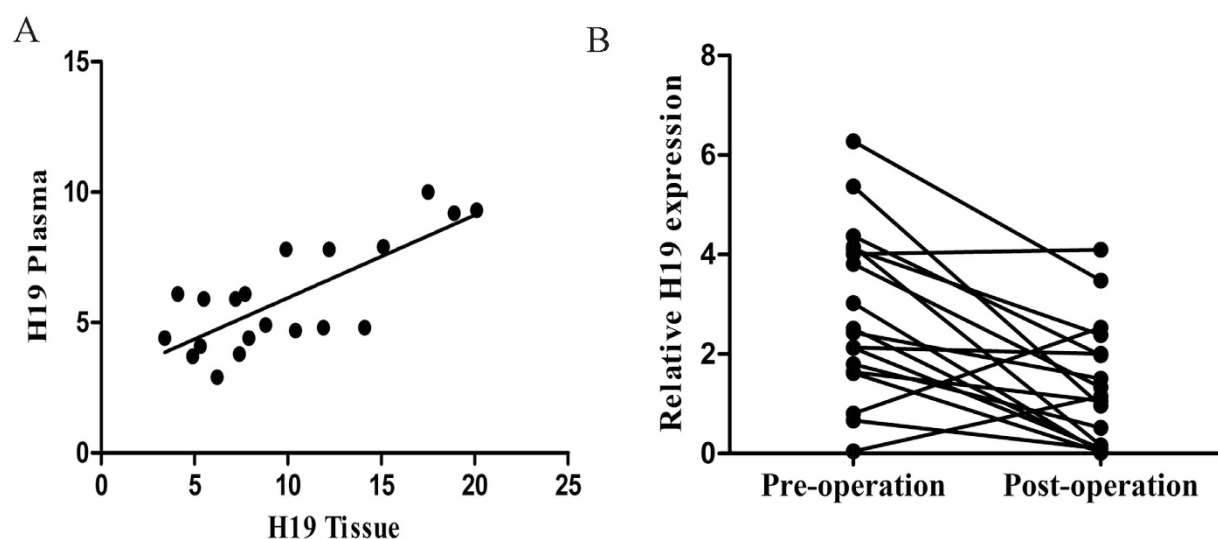 A
H19 Plasma
15
10
5
0
0 5 10 15 20 25
H19 Tissue
B
Relative H19 expression
8
6
4
2
0
Pre-operation Post-operation